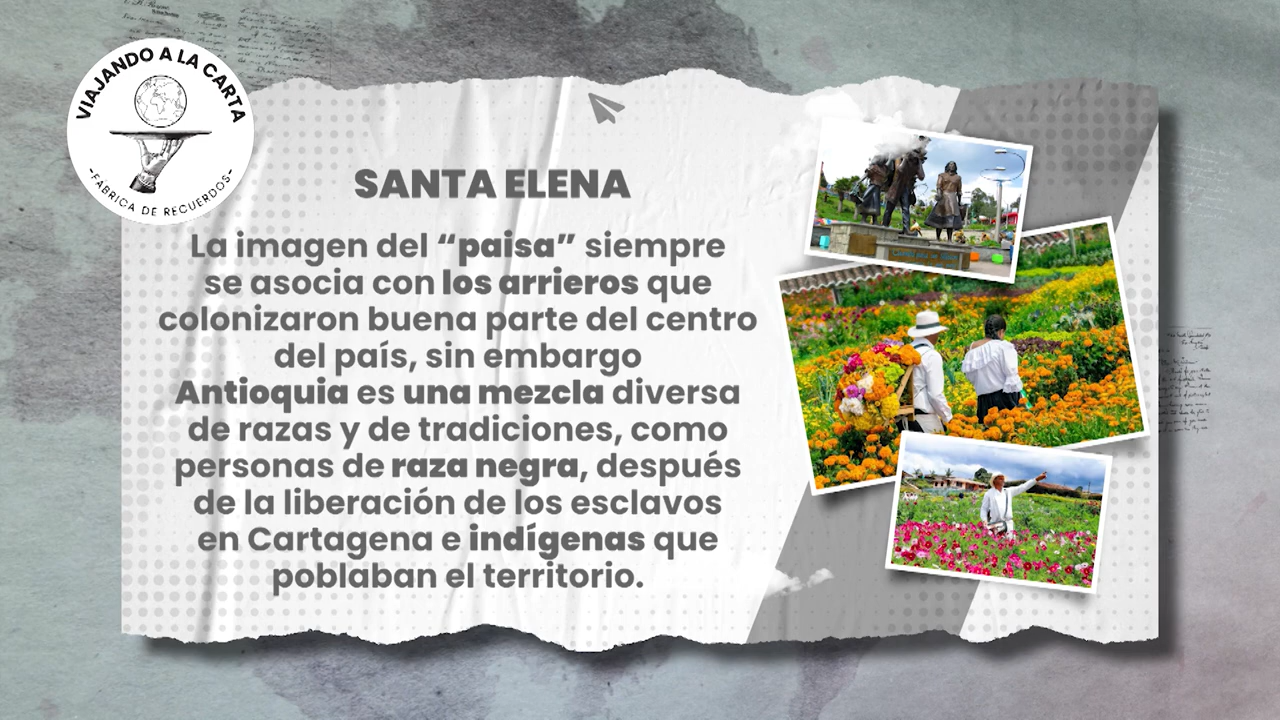 VIAJANDO A LA CARTA
-FABRICA DE RECUERDOS-
SANTA ELENA
La imagen del “paisa” siempre
se asocia con los arrieros que
colonizaron buena parte del centro
del país, sin embargo
Antioquia es una mezcla diversa
de razas y de tradiciones, como
personas de raza negra, después
de la liberación de los esclavos
en Cartagena e indígenas que
poblaban el territorio.